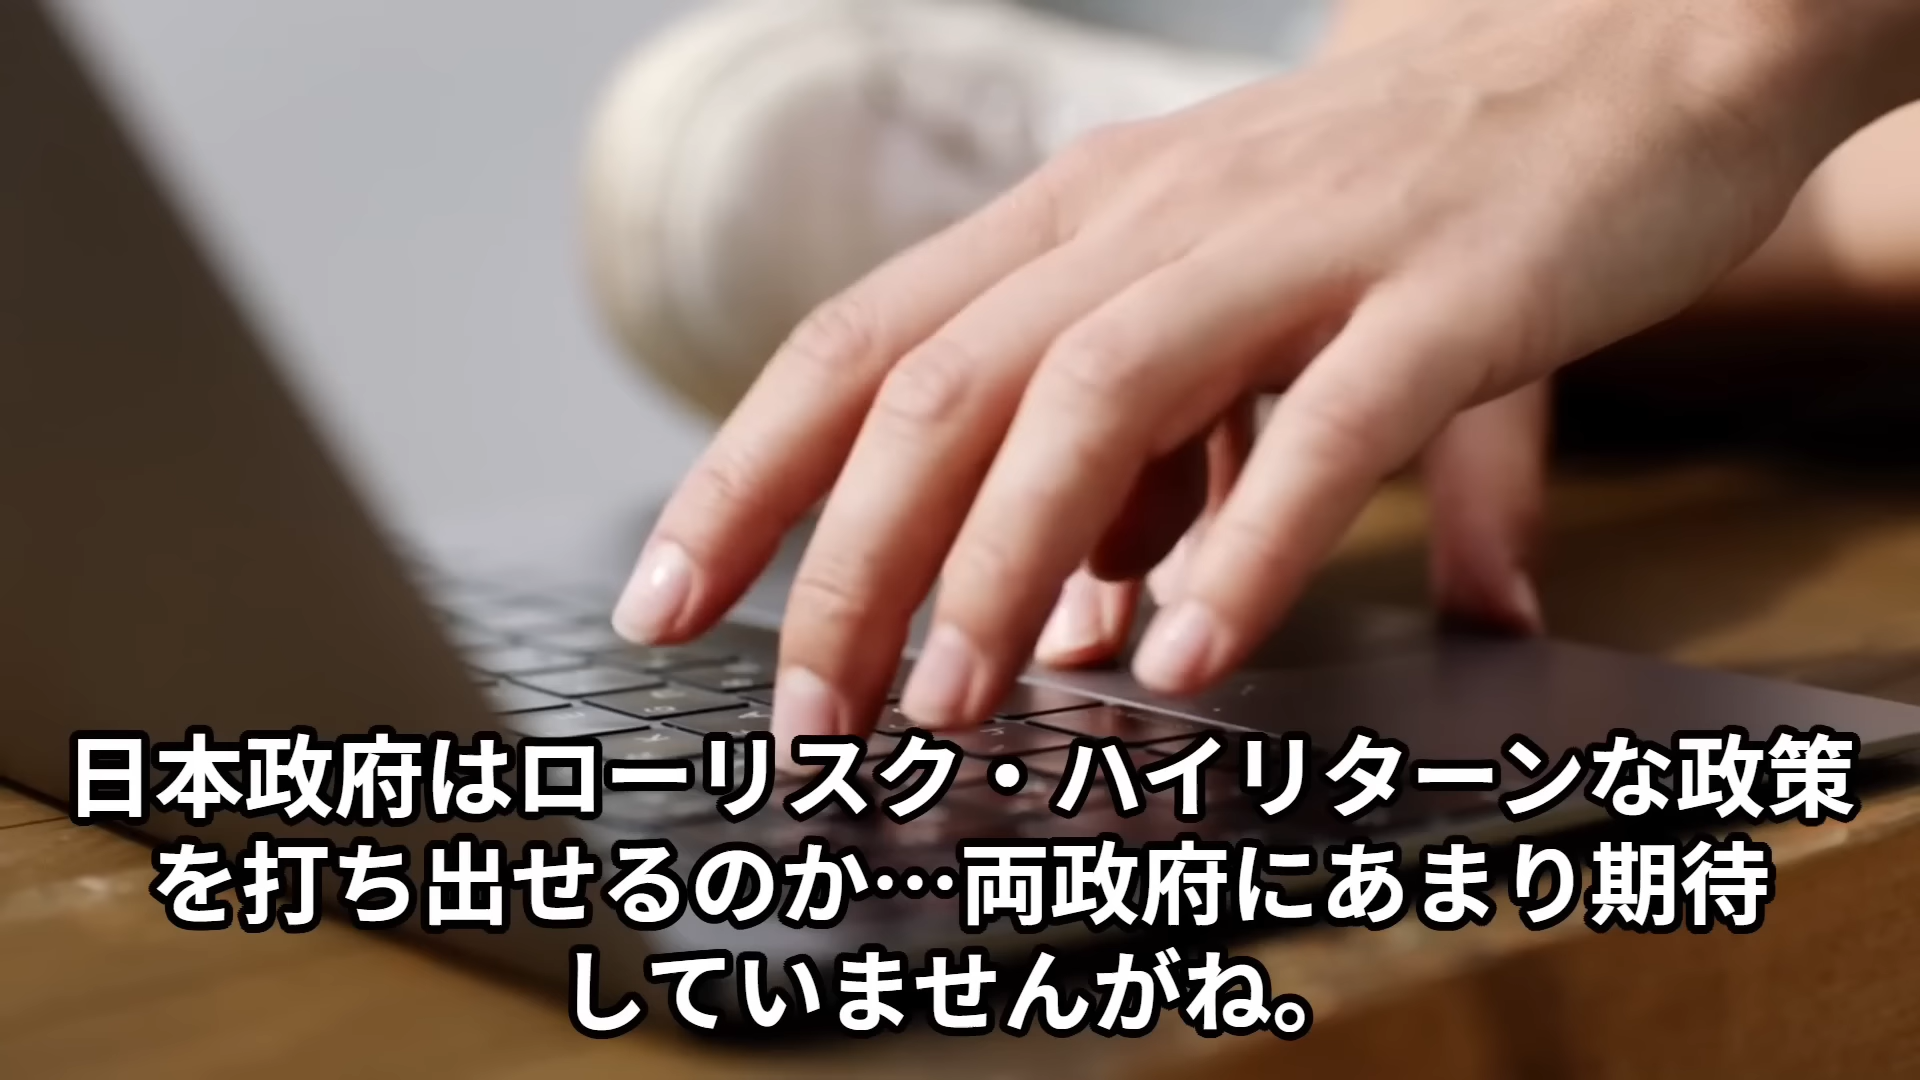 日本政府はローリスク・ハイリターンな政策
を打ち出せるのか…両政府にあまり期待
していませんがね。